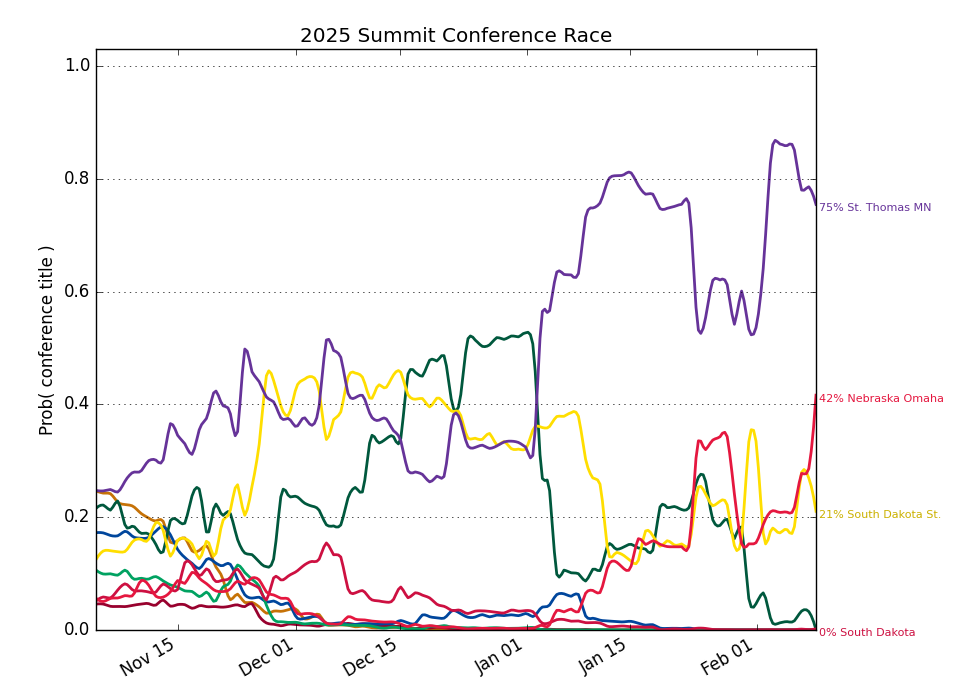 2025 Summit Conference Race
Prob( conference title )
1.0
0.8
0.6
0.4
0.2
0.0
75% St. Thomas MN
42% Nebraska Omaha
21% South Dakota St.
0% South Dakota
Nov 15
Dec 01
Dec 15
Jan 01
Jan 15
Feb 01